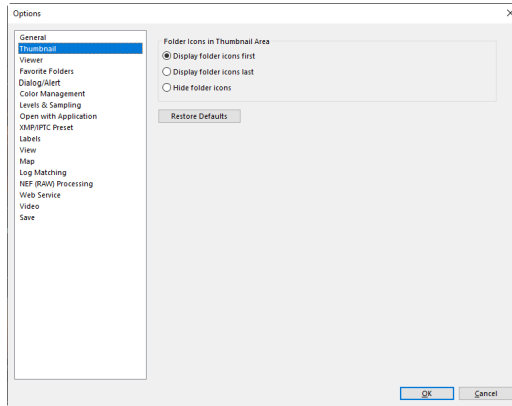 Options
General
Thumbnail
Viewer
Favorite Folders
Dialog/Alert
Color Management
Levels & Sampling
Open with Application
XMP/IPTC Preset
Labels
View
Map
Log Matching
NEF (RAW) Processing
Web Service
Video
Save
Folder Icons in Thumbnail Area
Display folder icons first
Display folder icons last
Hide folder icons
Restore Defaults
OK
Cancel